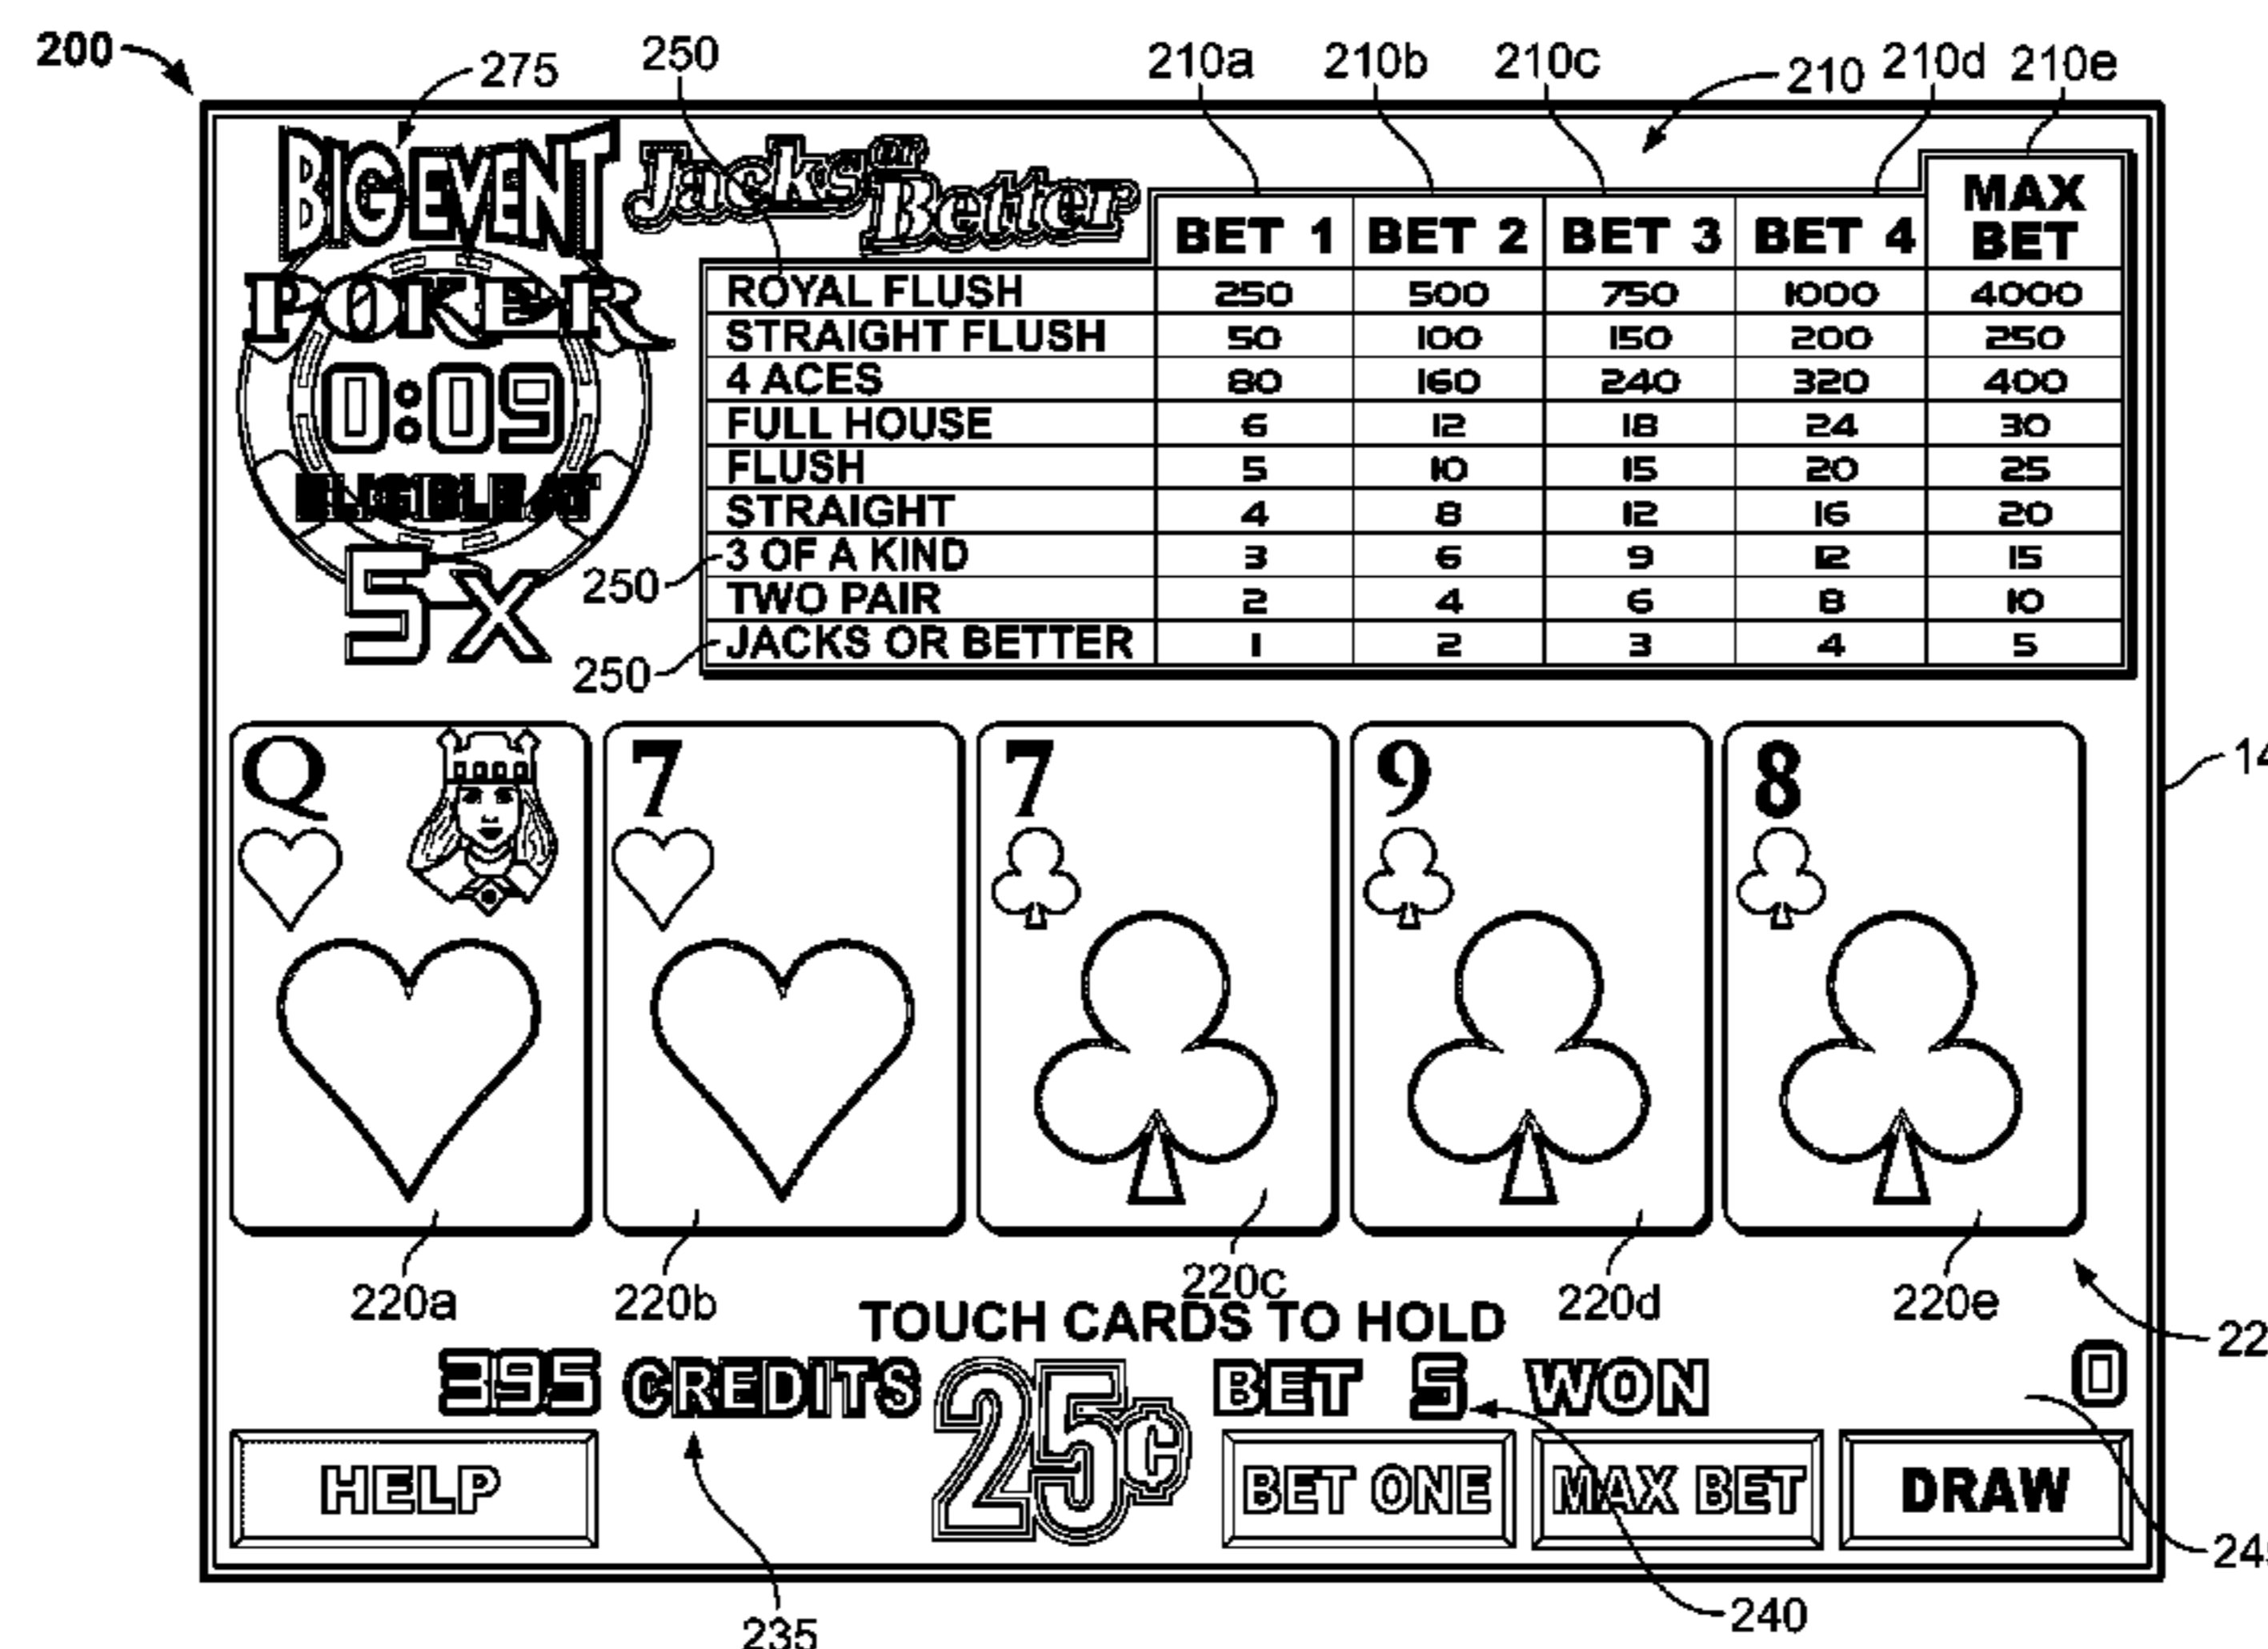 200
275
250
210a
210b
210c
210
210d
210e
BIG EVENT
POKER
0:09
ELIGIBLE AT
5x
Jacks or Better
BET 1 BET 2 BET 3 BET 4 MAX BET
ROYAL FLUSH 250 500 750 1000 4000
STRAIGHT FLUSH 50 100 150 200 250
4 ACES 80 160 240 320 400
FULL HOUSE 6 12 18 24 30
FLUSH 5 10 15 20 25
STRAIGHT 4 8 12 16 20
3 OF A KIND 3 6 9 12 15
TWO PAIR 2 4 6 8 10
JACKS OR BETTER 1 2 3 4 5
250
250
Q 7 7 9 8
220a
220b
220c
220d
220e
TOUCH CARDS TO HOLD
395 CREDITS 25¢ BET 5 WON 0
HELP BET ONE MAX BET DRAW
235
240